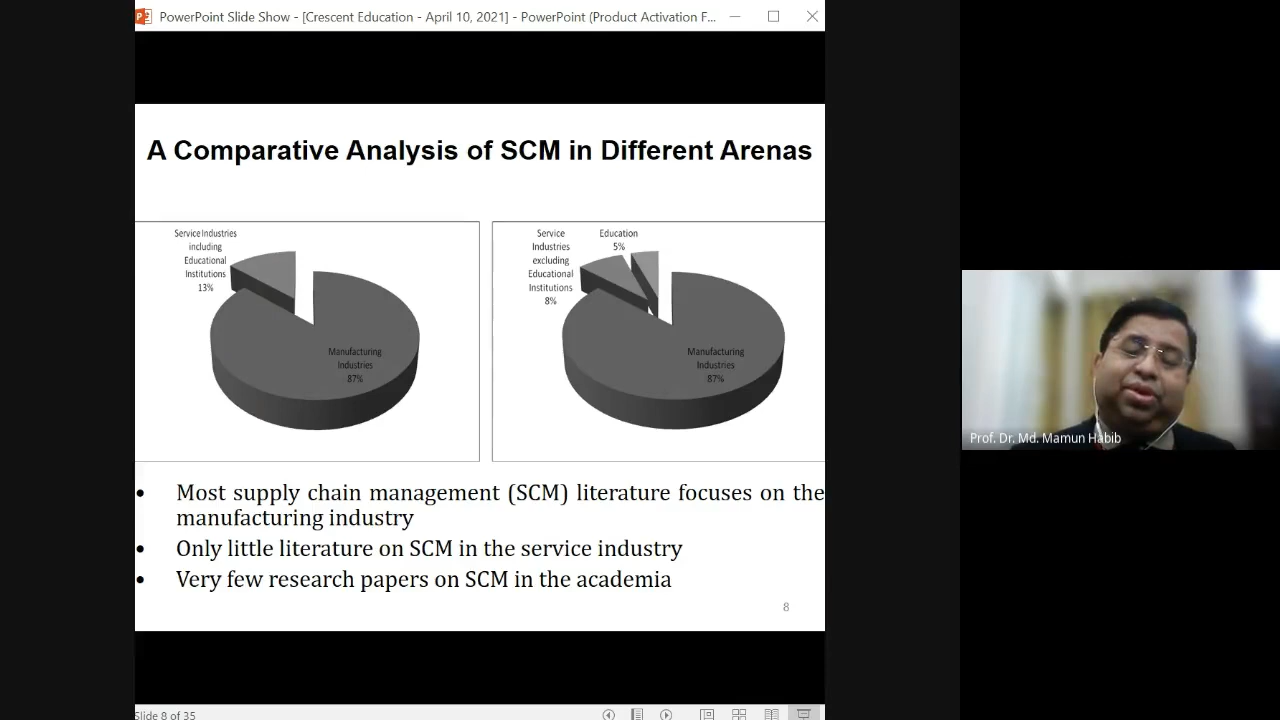 PowerPoint Slide Show - [Crescent Education - April 10, 2021] - PowerPoint (Product Activation F...
A Comparative Analysis of SCM in Different Arenas
Service Industries
including
Educational
Institutions
13%
Manufacturing
Industries
87%
Service
Industries
excluding
Educational
Institutions
8%
Education
5%
Manufacturing
Industries
87%
• Most supply chain management (SCM) literature focuses on the
manufacturing industry
• Only little literature on SCM in the service industry
• Very few research papers on SCM in the academia
8
Prof. Dr. Md. Mamun Habib
Slide 8 of 35